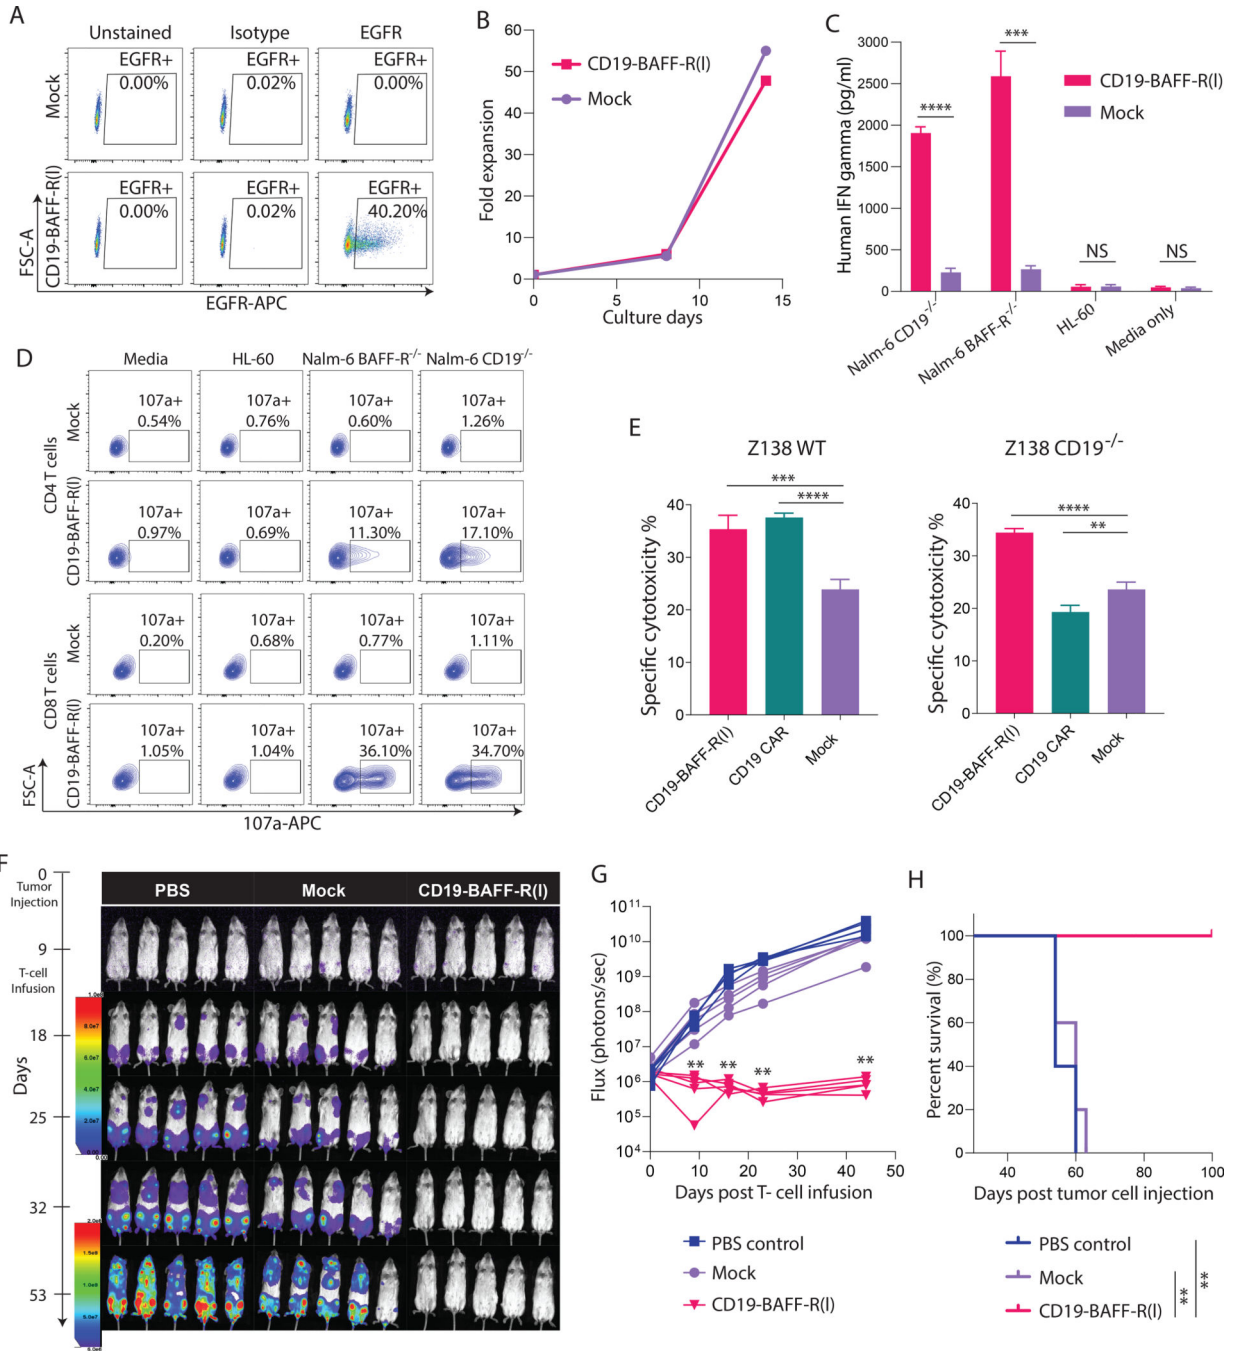 A
Unstained Isotype EGFR
Mock
EGFR+ 0.00%
EGFR+ 0.02%
EGFR+ 0.00%
CD19-BAFF-R(I)
EGFR+ 0.00%
EGFR+ 0.02%
EGFR+ 40.20%
FSC-A
EGFR-APC
B
Fold expansion
60
50
40
30
20
10
0
CD19-BAFF-R(I)
Mock
0 5 10 15
Culture days
C
Human IFN gamma (pg/ml)
3000
2500
2000
1500
1000
500
0
CD19-BAFF-R(I)
Mock
****
***
NS
NS
Nalm-6 CD19-/-
Nalm-6 BAFF-R-/-
HL-60
Media only
D
Media HL-60 Nalm-6 BAFF-R-/- Nalm-6 CD19-/-
CD4 T cells
Mock
107a+ 0.54%
107a+ 0.76%
107a+ 0.60%
107a+ 1.26%
CD19-BAFF-R(I)
107a+ 0.97%
107a+ 0.69%
107a+ 11.30%
107a+ 17.10%
CD8 T cells
Mock
107a+ 0.20%
107a+ 0.68%
107a+ 0.77%
107a+ 1.11%
CD19-BAFF-R(I)
107a+ 1.05%
107a+ 1.04%
107a+ 36.10%
107a+ 34.70%
FSC-A
107a-APC
E
Z138 WT
Specific cytotoxicity %
40
30
20
10
0
***
****
CD19-BAFF-R(I)
CD19 CAR
Mock
Z138 CD19-/-
Specific cytotoxicity %
40
30
20
10
0
****
**
CD19-BAFF-R(I)
CD19 CAR
Mock
F
PBS Mock CD19-BAFF-R(I)
0
Tumor
Injection
9
T-cell
Infusion
18
Days
25
32
53
G
Flux (photons/sec)
10^11
10^10
10^9
10^8
10^7
10^6
10^5
10^4
** ** ** **
0 10 20 30 40 50
Days post T- cell infusion
PBS control
Mock
CD19-BAFF-R(I)
H
Percent survival (%)
100
80
60
40
20
0
40 60 80 100
Days post tumor cell injection
PBS control
Mock
CD19-BAFF-R(I)
**
**